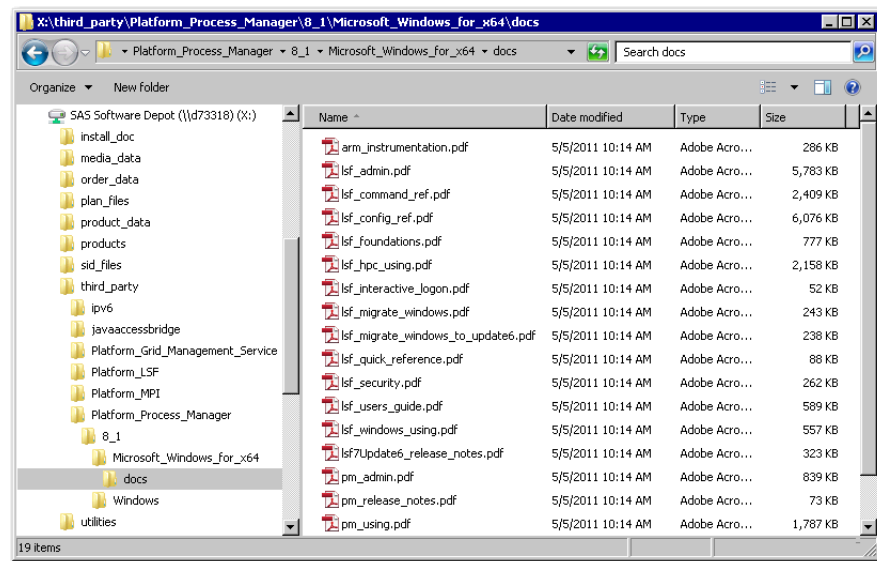 X:\third_party\Platform_Process_Manager\8_1\Microsoft_Windows_for_x64\docs
Platform_Process_Manager 8_1 Microsoft_Windows_for_x64 docs Search docs
Organize New folder
SAS Software Depot (\\d73318) (X:)
install_doc
media_data
order_data
plan_files
product_data
products
sid_files
third_party
ipv6
javaaccessbridge
Platform_Grid_Management_Service
Platform_LSF
Platform_MPI
Platform_Process_Manager
8_1
Microsoft_Windows_for_x64
docs
Windows
utilities
Name Date modified Type Size
arm_instrumentation.pdf 5/5/2011 10:14 AM Adobe Acro... 286 KB
lsf_admin.pdf 5/5/2011 10:14 AM Adobe Acro... 5,783 KB
lsf_command_ref.pdf 5/5/2011 10:14 AM Adobe Acro... 2,409 KB
lsf_config_ref.pdf 5/5/2011 10:14 AM Adobe Acro... 6,076 KB
lsf_foundations.pdf 5/5/2011 10:14 AM Adobe Acro... 777 KB
lsf_hpc_using.pdf 5/5/2011 10:14 AM Adobe Acro... 2,158 KB
lsf_interactive_logon.pdf 5/5/2011 10:14 AM Adobe Acro... 52 KB
lsf_migrate_windows.pdf 5/5/2011 10:14 AM Adobe Acro... 243 KB
lsf_migrate_windows_to_update6.pdf 5/5/2011 10:14 AM Adobe Acro... 238 KB
lsf_quick_reference.pdf 5/5/2011 10:14 AM Adobe Acro... 88 KB
lsf_security.pdf 5/5/2011 10:14 AM Adobe Acro... 262 KB
lsf_users_guide.pdf 5/5/2011 10:14 AM Adobe Acro... 589 KB
lsf_windows_using.pdf 5/5/2011 10:14 AM Adobe Acro... 557 KB
lsf7Update6_release_notes.pdf 5/5/2011 10:14 AM Adobe Acro... 323 KB
pm_admin.pdf 5/5/2011 10:14 AM Adobe Acro... 839 KB
pm_release_notes.pdf 5/5/2011 10:14 AM Adobe Acro... 73 KB
pm_using.pdf 5/5/2011 10:14 AM Adobe Acro... 1,787 KB
19 items